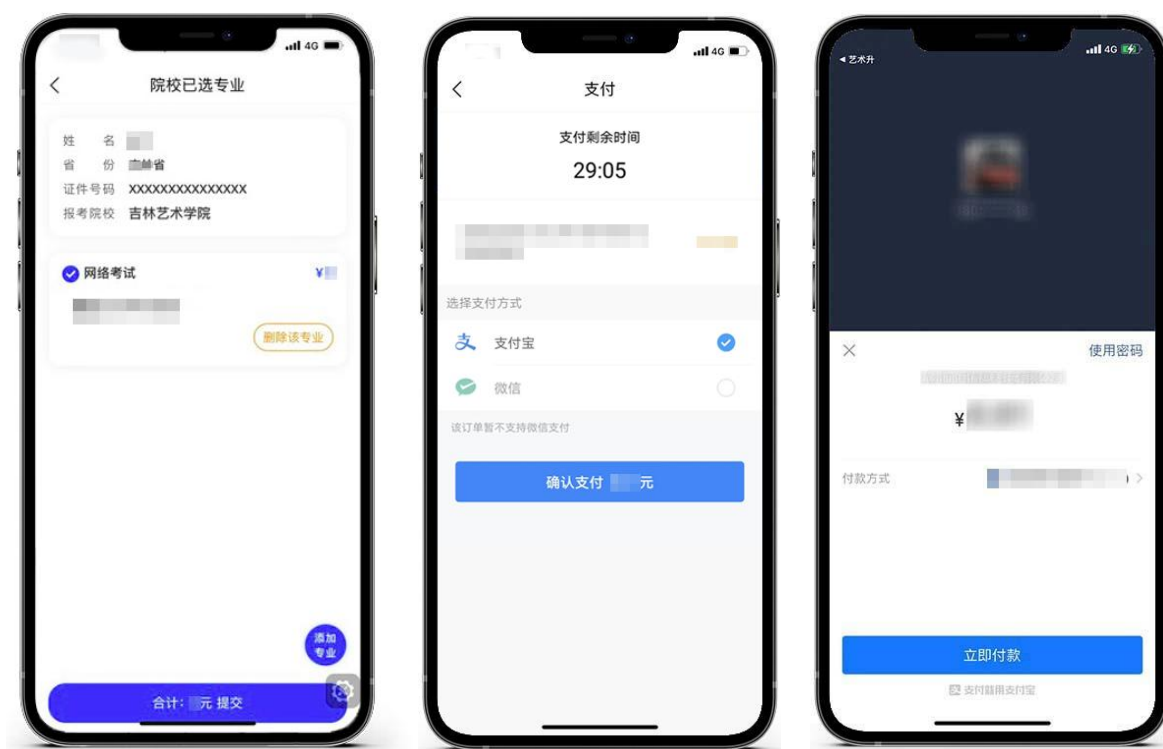 4G
院校已选专业
姓 名
省 份 省
证件号码 XXXXXXXXXXXXXXX
报考院校 吉林艺术学院
网络考试 ¥
删除该专业
添加
专业
合计： 元 提交
4G
支付
支付剩余时间
29:05
选择支付方式
支付宝
微信
该订单暂不支持微信支付
确认支付 元
4G
艺术升
使用密码
¥
付款方式
立即付款
支付就用支付宝